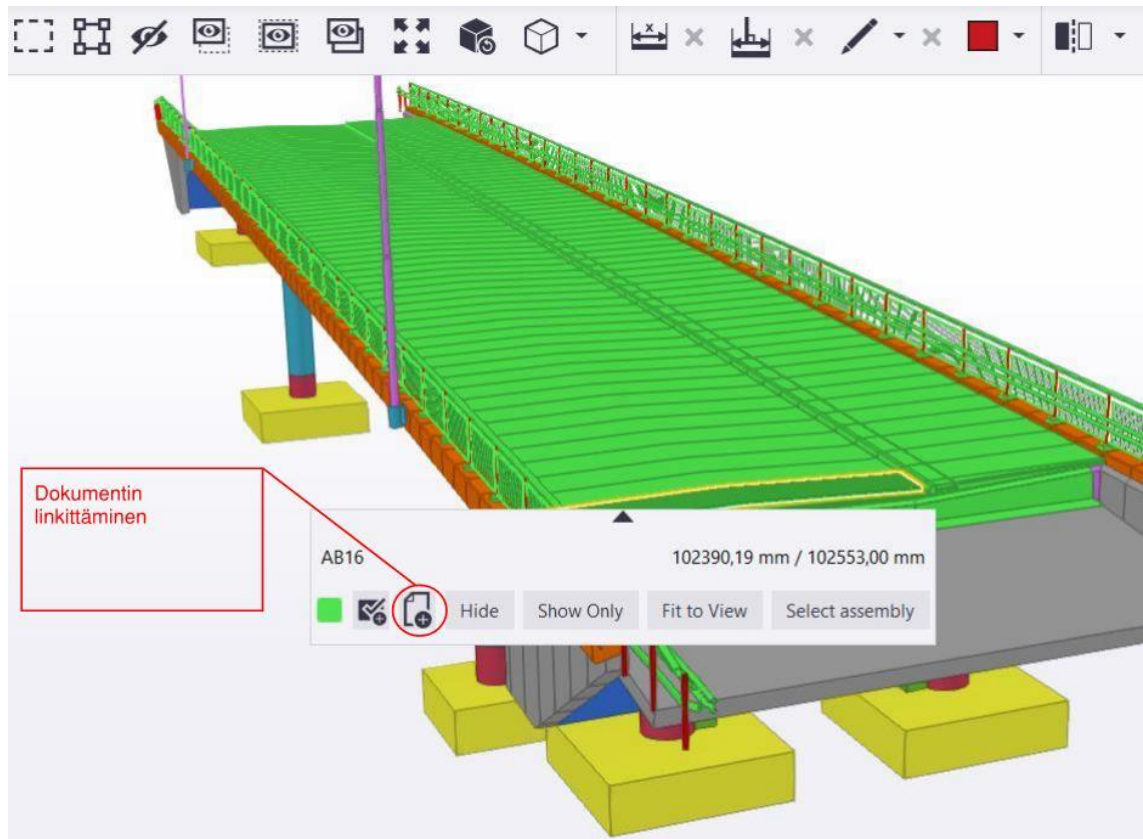 Dokumentin
linkittäminen
AB16 102390,19 mm / 102553,00 mm
Hide Show Only Fit to View Select assembly